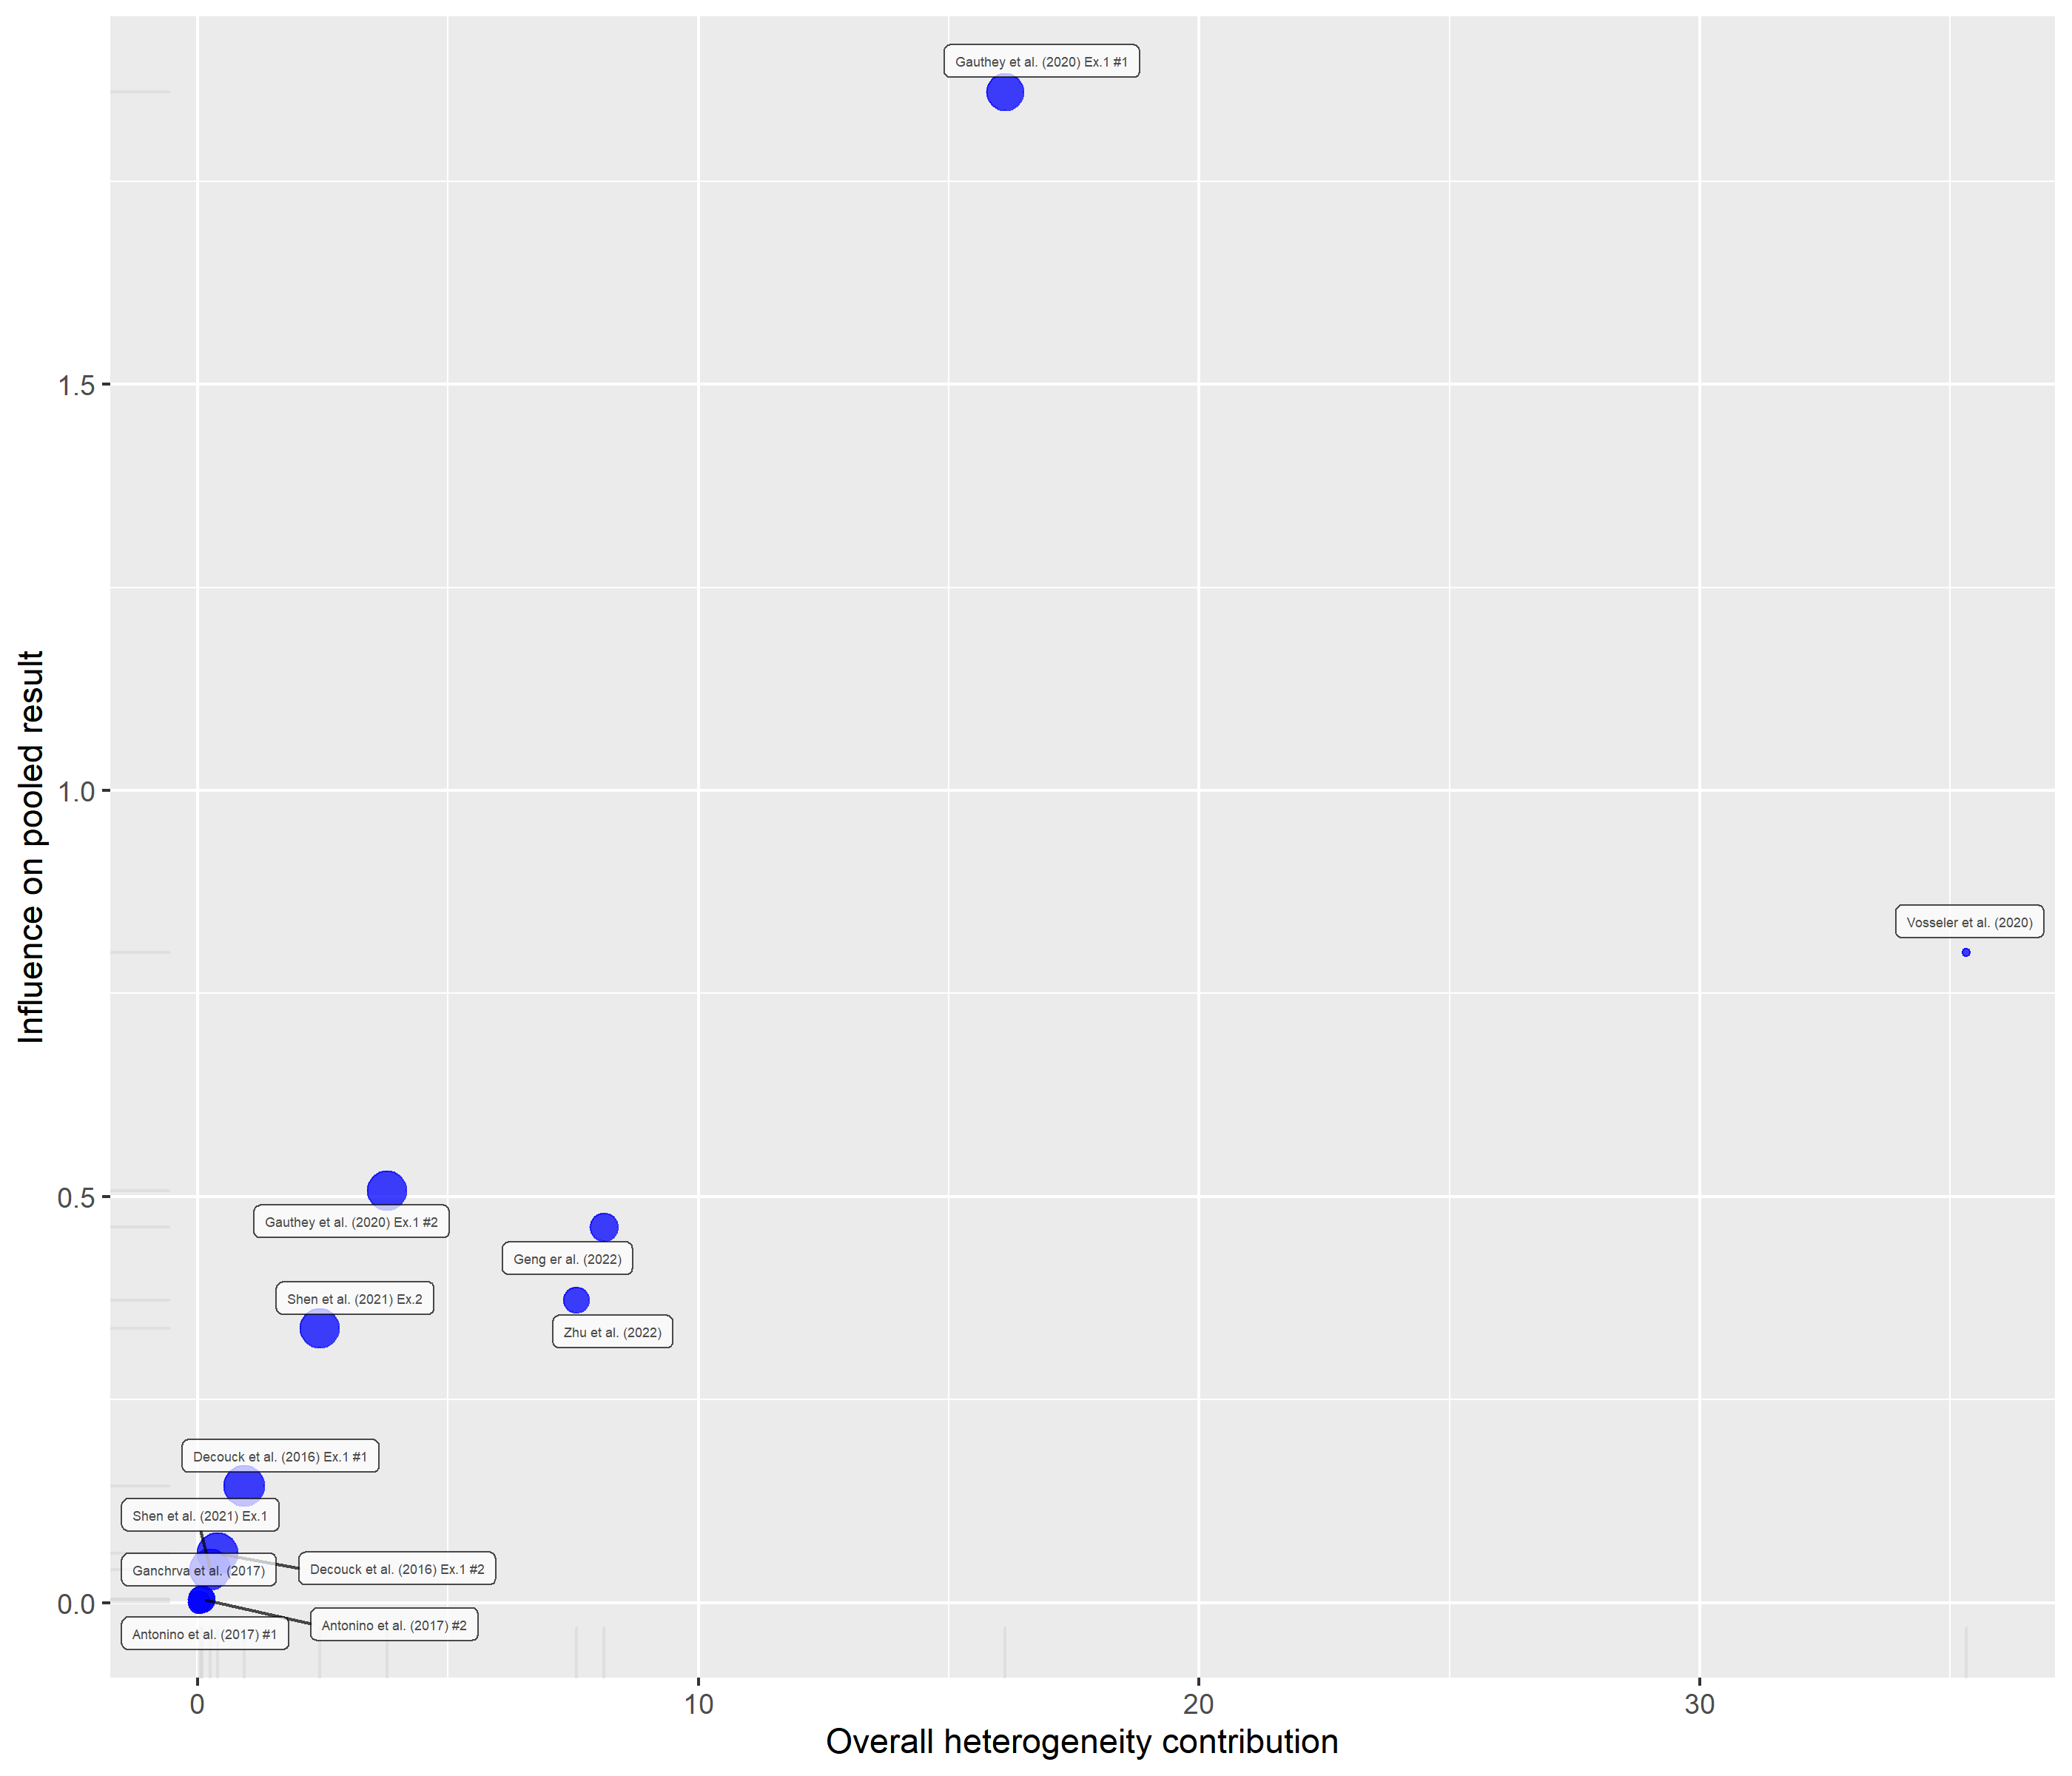 Gauthey et al. (2020) Ex.1 #1
1.5
Influence on pooled result
1.0
Vosseler et al. (2020)
0.5
Gauthey et al. (2020) Ex.1 #2
Geng er al. (2022)
Shen et al. (2021) Ex.2
Zhu et al. (2022)
Decouck et al. (2016) Ex.1 #1
Shen et al. (2021) Ex.1
Ganchrva et al. (2017)
Decouck et al. (2016) Ex.1 #2
0.0
Antonino et al. (2017) #1
Antonino et al. (2017) #2
0
10
20
30
Overall heterogeneity contribution